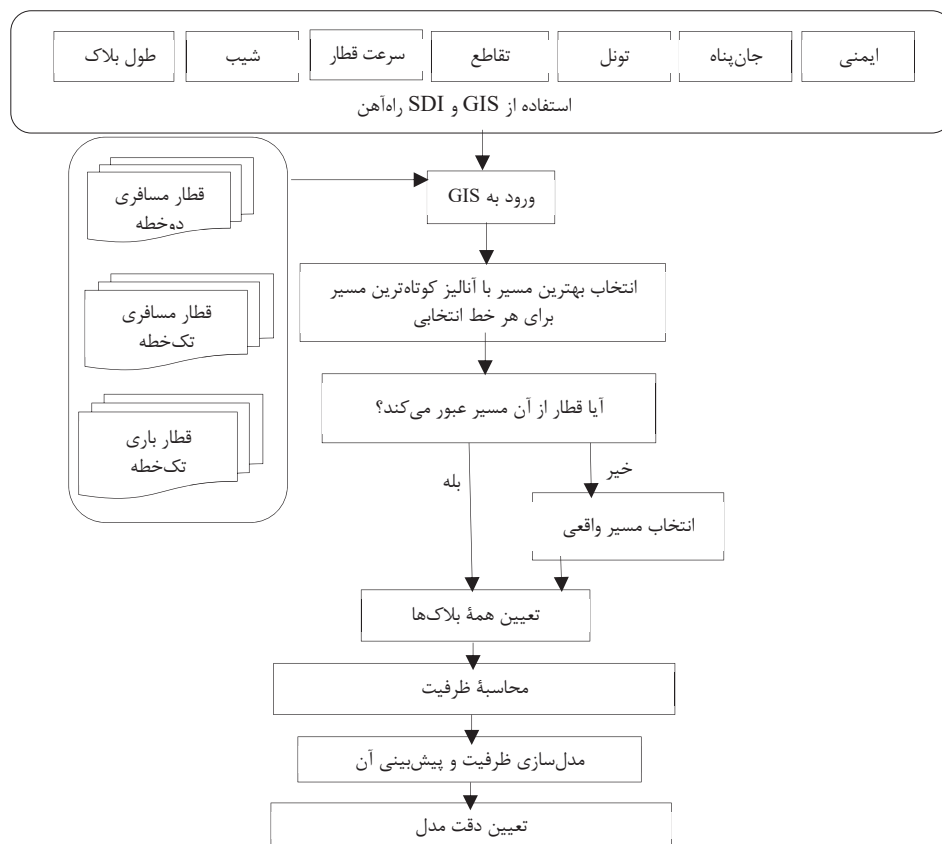 ایمنی
جان‌پناه
تونل
تقاطع
سرعت قطار
شیب
طول بلاک
استفاده از GIS و SDI راه‌آهن
قطار مسافری
دوخطه
قطار مسافری
تک‌خطه
قطار باری
تک‌خطه
ورود به GIS
انتخاب بهترین مسیر با آنالیز کوتاه‌ترین مسیر
برای هر خط انتخابی
آیا قطار از آن مسیر عبور می‌کند؟
خیر
بله
انتخاب مسیر واقعی
تعیین همهٔ بلاک‌ها
محاسبهٔ ظرفیت
مدل‌سازی ظرفیت و پیش‌بینی آن
تعیین دقت مدل